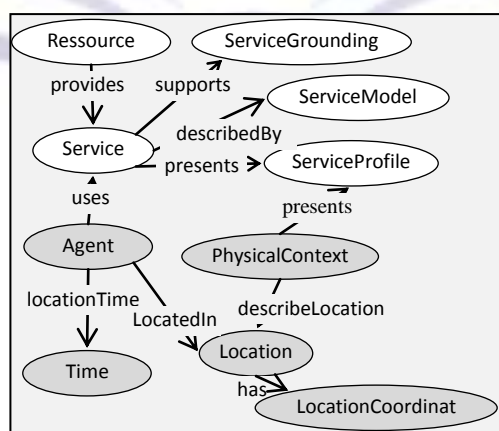 Ressource
ServiceGrounding
provides
supports
ServiceModel
describedBy
Service
presents
ServiceProfile
uses
presents
Agent
PhysicalContext
locationTime
LocatedIn
describeLocation
Time
Location
has
LocationCoordinat